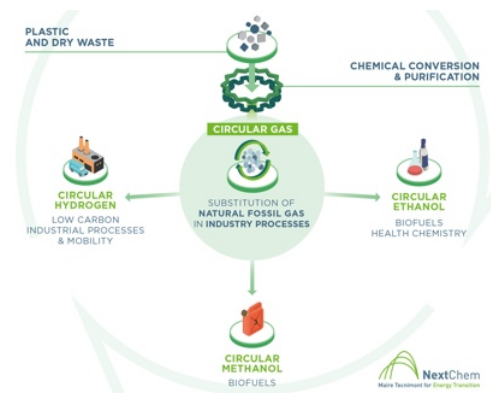 PLASTIC
AND DRY WASTE
CHEMICAL CONVERSION
& PURIFICATION
CIRCULAR GAS
SUBSTITUTION OF
NATURAL FOSSIL GAS
IN INDUSTRY PROCESSES
CIRCULAR
HYDROGEN
LOW CARBON
INDUSTRIAL PROCESSES
& MOBILITY
CIRCULAR
ETHANOL
BIOFUELS
HEALTH CHEMISTRY
CIRCULAR
METHANOL
BIOFUELS
NextChem
Maire Tecnimont for Energy Transition